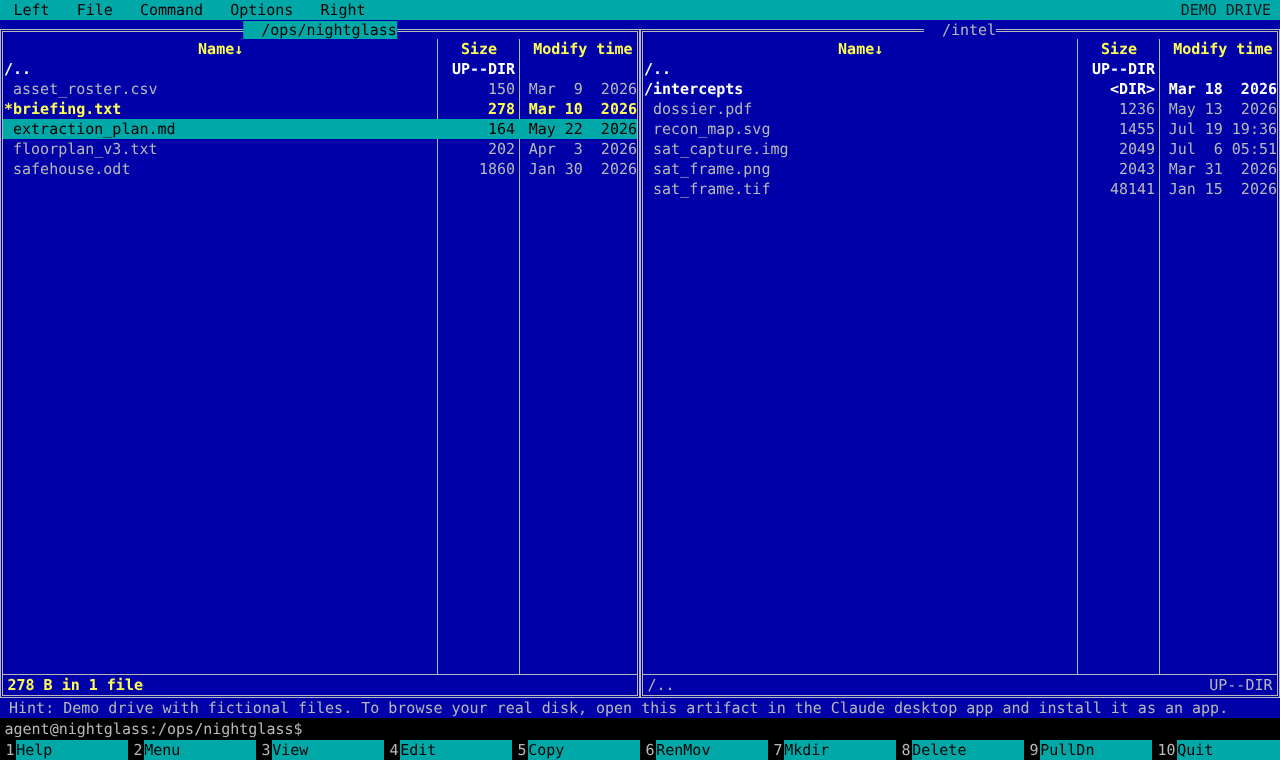 Left File Command Options Right DEMO DRIVE
/ops/nightglass /intel
Name↓ Size Modify time Name↓ Size Modify time
/.. UP--DIR /.. UP--DIR
asset_roster.csv 150 Mar 9 2026 /intercepts <DIR> Mar 18 2026
*briefing.txt 278 Mar 10 2026 dossier.pdf 1236 May 13 2026
extraction_plan.md 164 May 22 2026 recon_map.svg 1455 Jul 19 19:36
floorplan_v3.txt 202 Apr 3 2026 sat_capture.img 2049 Jul 6 05:51
safehouse.odt 1860 Jan 30 2026 sat_frame.png 2043 Mar 31 2026
sat_frame.tif 48141 Jan 15 2026
278 B in 1 file /.. UP--DIR
Hint: Demo drive with fictional files. To browse your real disk, open this artifact in the Claude desktop app and install it as an app.
agent@nightglass:/ops/nightglass$
1Help 2Menu 3View 4Edit 5Copy 6RenMov 7Mkdir 8Delete 9PullDn 10Quit